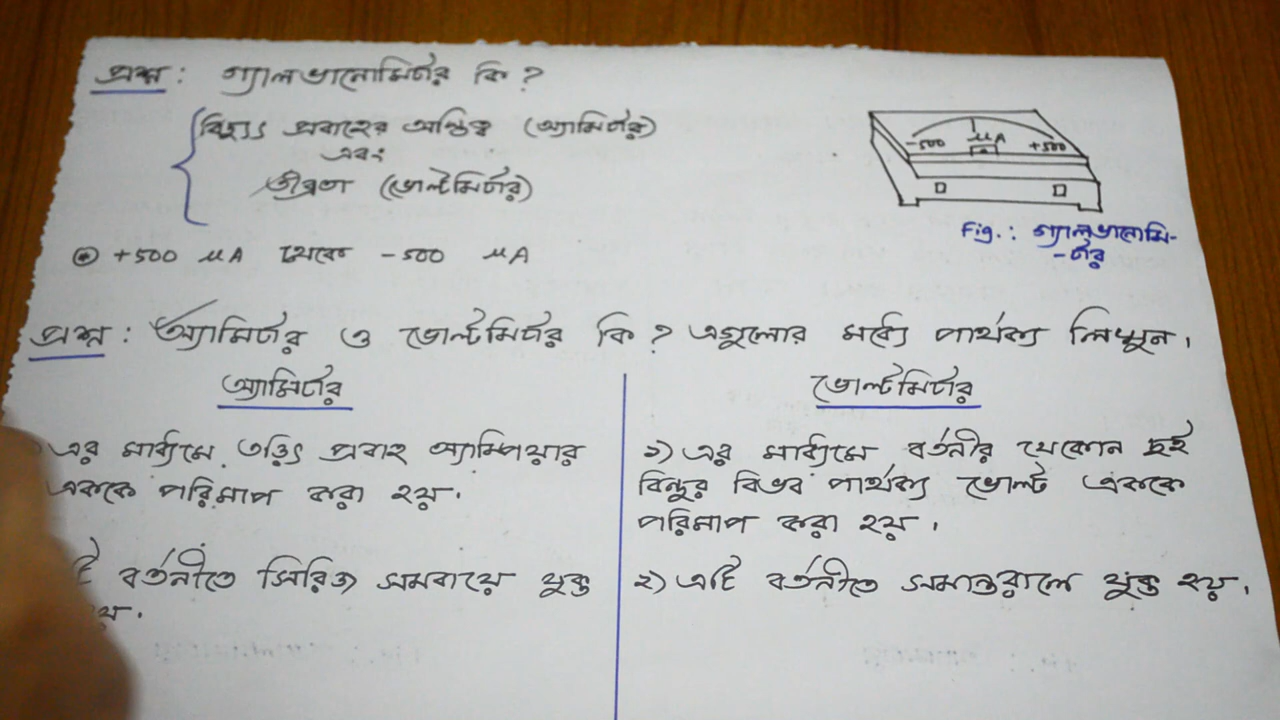 প্রশ্ন : গ্যালভানোমিটার কি ?
বিদ্যুৎ প্রবাহের অস্তিত্ব (অ্যামিটার)
এবং
তীব্রতা (ভোল্টমিটার)
-500 μA +500
Fig. : গ্যালভানোমি-
-টার
⊛ +500 μA থেকে -500 μA
প্রশ্ন : অ্যামিটার ও ভোল্টমিটার কি ? এগুলোর মধ্যে পার্থক্য লিখুন ।
অ্যামিটার
এর মাধ্যমে তড়িৎ প্রবাহ অ্যাম্পিয়ার
এককে পরিমাপ করা হয় ।
বর্তনীতে সিরিজ সমবায়ে যুক্ত
ভোল্টমিটার
১) এর মাধ্যমে বর্তনীর যেকোন দুই
বিন্দুর বিভব পার্থক্য ভোল্ট এককে
পরিমাপ করা হয় ।
২) এটি বর্তনীতে সমান্তরালে যুক্ত হয় ।